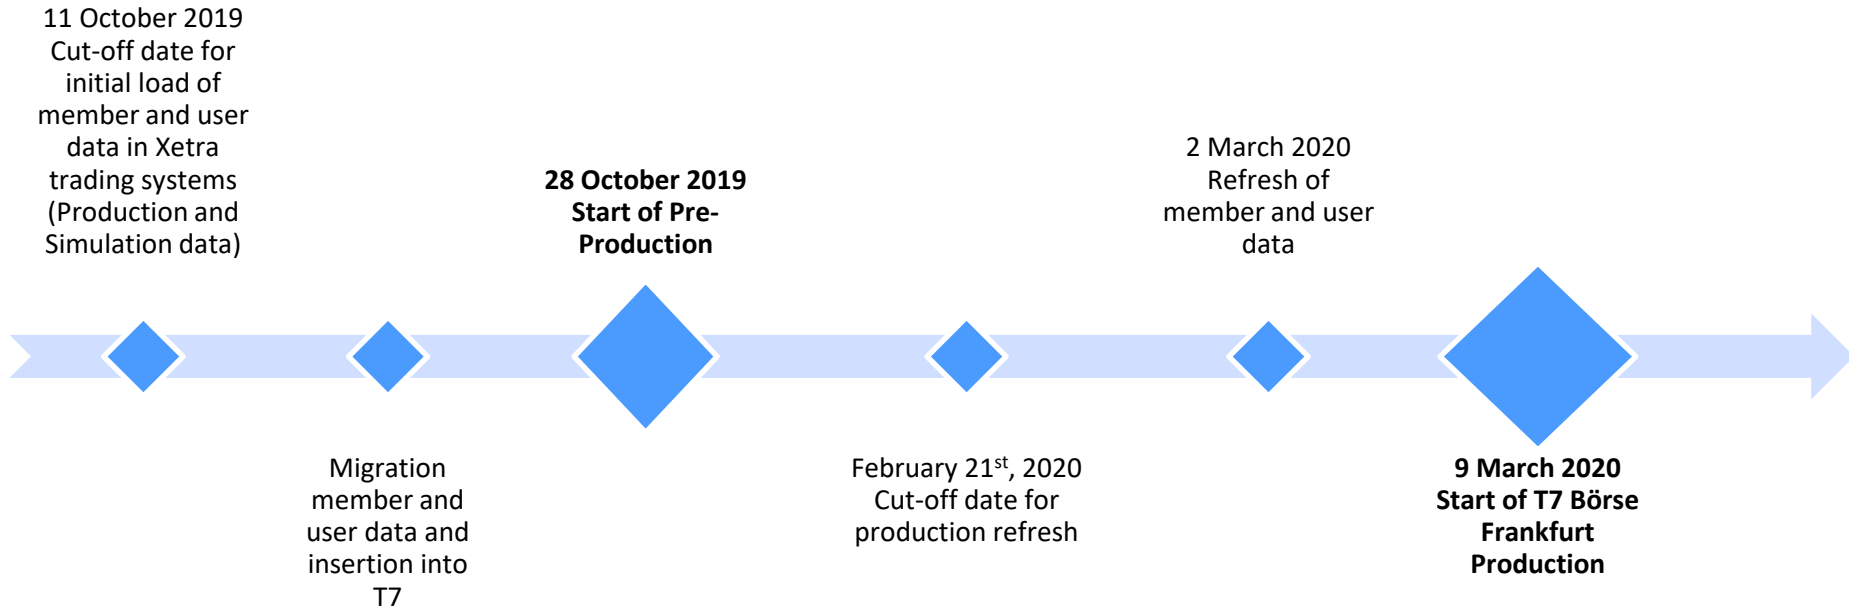 11 October 2019
Cut-off date for
initial load of
member and user
data in Xetra
trading systems
(Production and
Simulation data)
Migration
member and
user data and
insertion into
T7
28 October 2019
Start of Pre-
Production
February 21st, 2020
Cut-off date for
production refresh
2 March 2020
Refresh of
member and user
data
9 March 2020
Start of T7 Börse
Frankfurt
Production